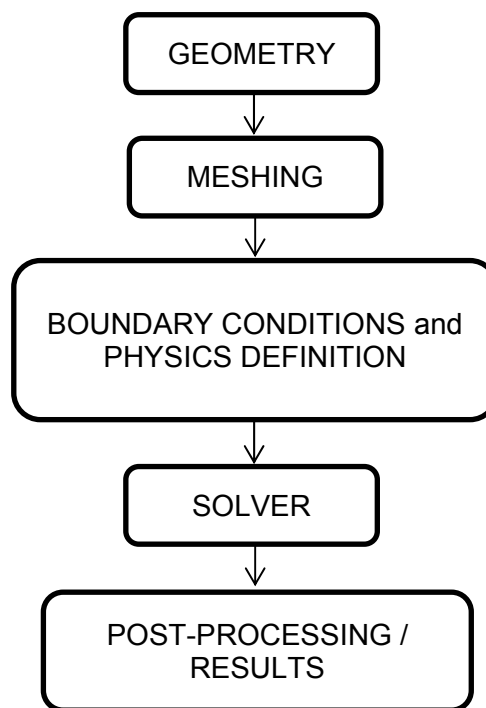 GEOMETRY
MESHING
BOUNDARY CONDITIONS and
PHYSICS DEFINITION
SOLVER
POST-PROCESSING /
RESULTS